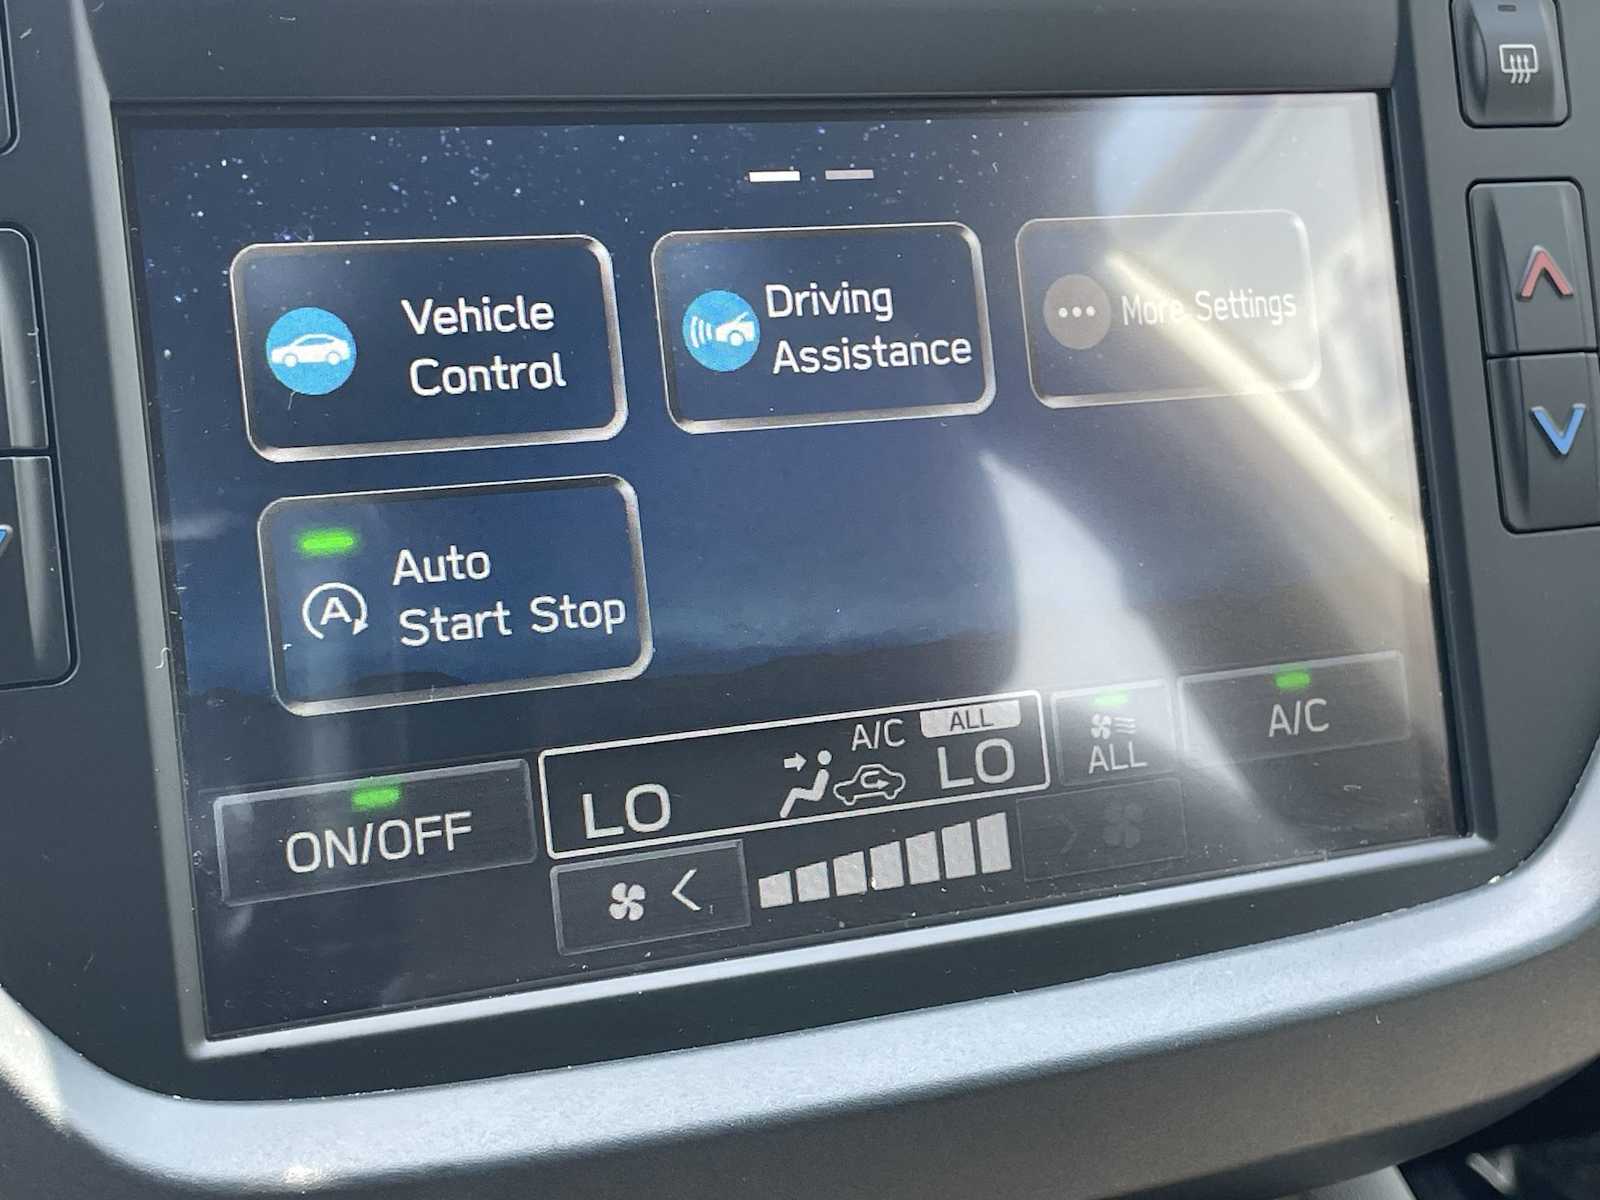 Vehicle
Control
Driving
Assistance
More Settings
A
Auto
Start Stop
ON/OFF
LO
A/C
ALL
LO
ALL
A/C